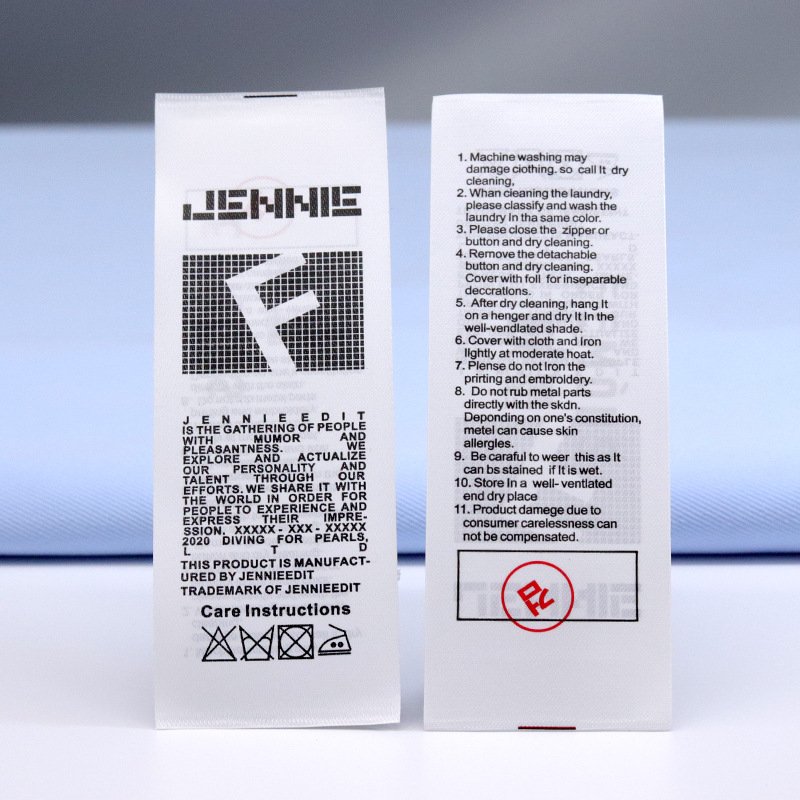 JENNIE
F
JENNIEEDIT
IS THE GATHERING OF PEOPLE
WITH MUMOR AND
PLEASANTNESS. WE
EXPLORE AND ACTUALIZE
OUR PERSONALITY AND
TALENT THROUGH OUR
EFFORTS. WE SHARE IT WITH
THE WORLD IN ORDER FOR
PEOPLE TO EXPERIENCE AND
EXPRESS THEIR IMPRE-
SSION. XXXXX - XXX - XXXXX
2020 DIVING FOR PEARLS,
L T D
THIS PRODUCT IS MANUFACT-
URED BY JENNIEEDIT
TRADEMARK OF JENNIEEDIT
Care Instructions
1. Machine washing may
damage clothing. so call It dry
cleaning,
2. Whan cleaning the laundry,
please classify and wash the
laundry In tha same color.
3. Please close the zipper or
button and dry cleaning.
4. Remove the detachable
button and dry cleaning.
Cover with foll for inseparable
deccrations.
5. After dry cleaning, hang It
on a henger and dry It In the
well-vendlated shade.
6. Cover with cloth and Iron
lightly at moderate hoat.
7. Plense do not Iron the
printing and embroldery.
8. Do not rub metal parts
directly with the skdn.
Deponding on one's constitution,
metel can cause skin
allergles.
9. Be caraful to weer this as It
can bs stained if It is wet.
10. Store In a well- ventlated
end dry place
11. Product damege due to
consumer carelessness can
not be compensated.